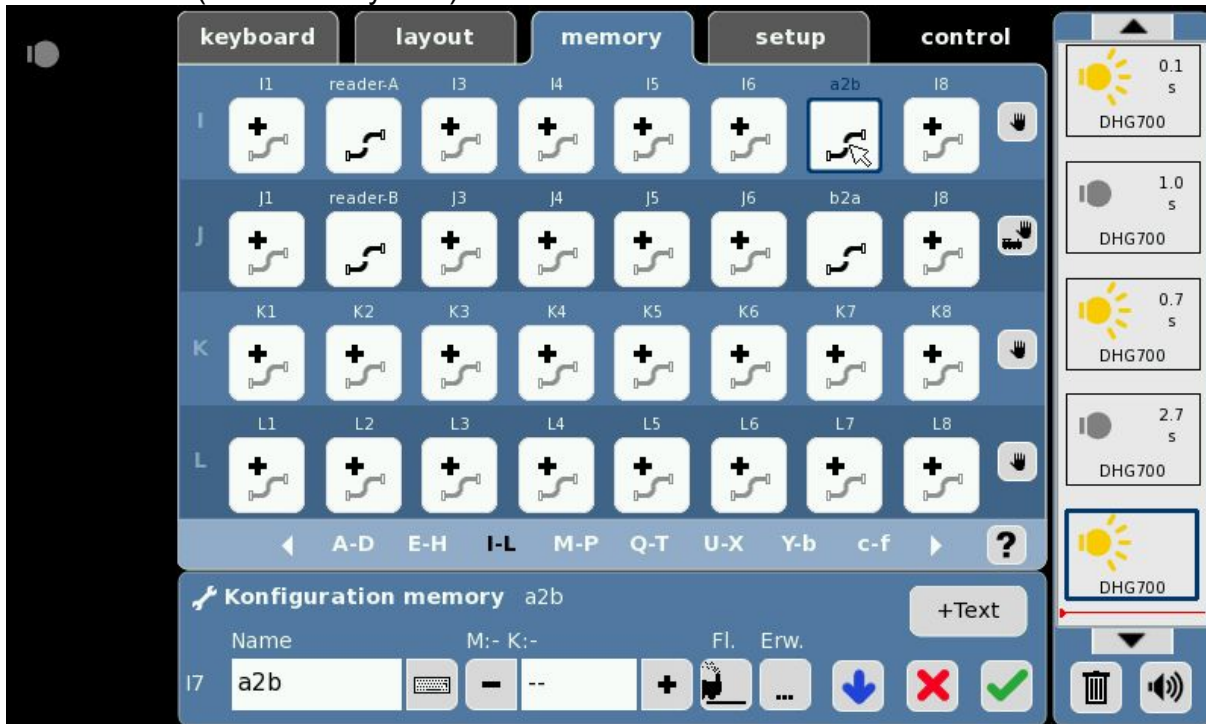 keyboard layout memory setup control
I1 reader-A I3 I4 I5 I6 a2b I8
I
J1 reader-B J3 J4 J5 J6 b2a J8
J
K1 K2 K3 K4 K5 K6 K7 K8
K
L1 L2 L3 L4 L5 L6 L7 L8
L
A-D E-H I-L M-P Q-T U-X Y-b c-f ?
Konfiguration memory a2b
+Text
Name M:- K:- Fl. Erw.
I7 a2b -- ...
0.1
s
DHG700
1.0
s
DHG700
0.7
s
DHG700
2.7
s
DHG700
DHG700